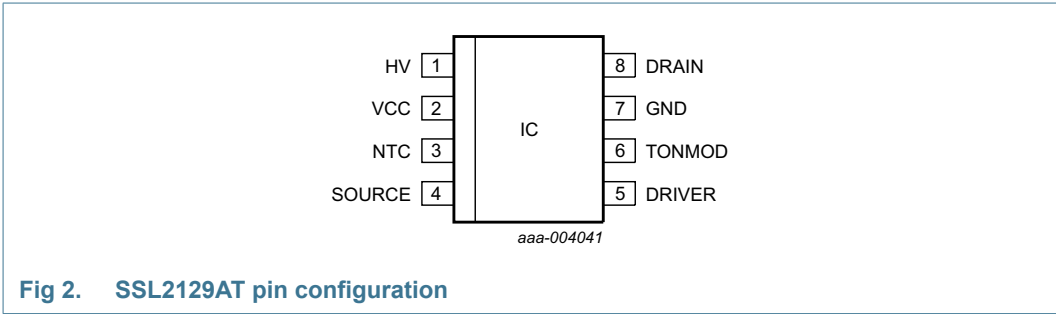 HV 1 8 DRAIN
VCC 2 7 GND
IC
NTC 3 6 TONMOD
SOURCE 4 5 DRIVER
aaa-004041
Fig 2. SSL2129AT pin configuration